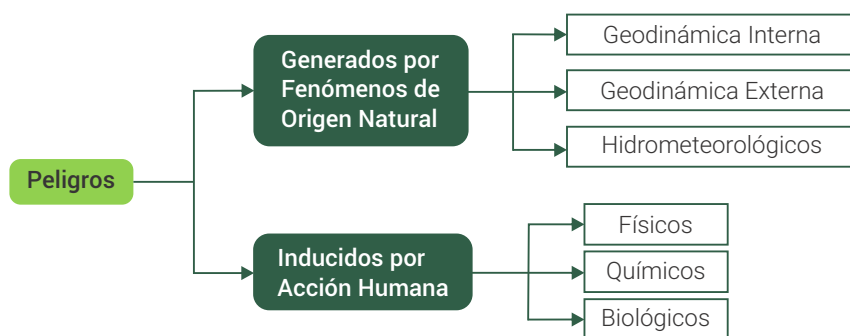 Peligros
Generados por
Fenómenos de
Origen Natural
Geodinámica Interna
Geodinámica Externa
Hidrometeorológicos
Inducidos por
Acción Humana
Físicos
Químicos
Biológicos